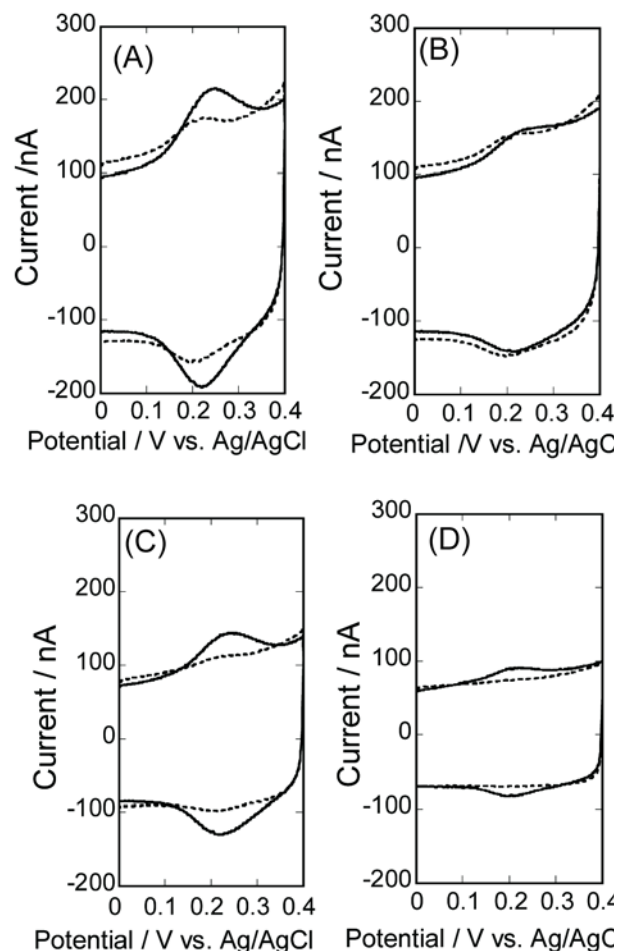 300
(A)
200
100
0
-100
-200
Current /nA
0 0.1 0.2 0.3 0.4
Potential / V vs. Ag/AgCl
300
(B)
200
100
0
-100
-200
Current / nA
0 0.1 0.2 0.3 0.4
Potential /V vs. Ag/AgC
300
(C)
200
100
0
-100
-200
Current / nA
0 0.1 0.2 0.3 0.4
Potential / V vs. Ag/AgCl
300
(D)
200
100
0
-100
-200
Current / nA
0 0.1 0.2 0.3 0.4
Potential / V vs. Ag/AgC